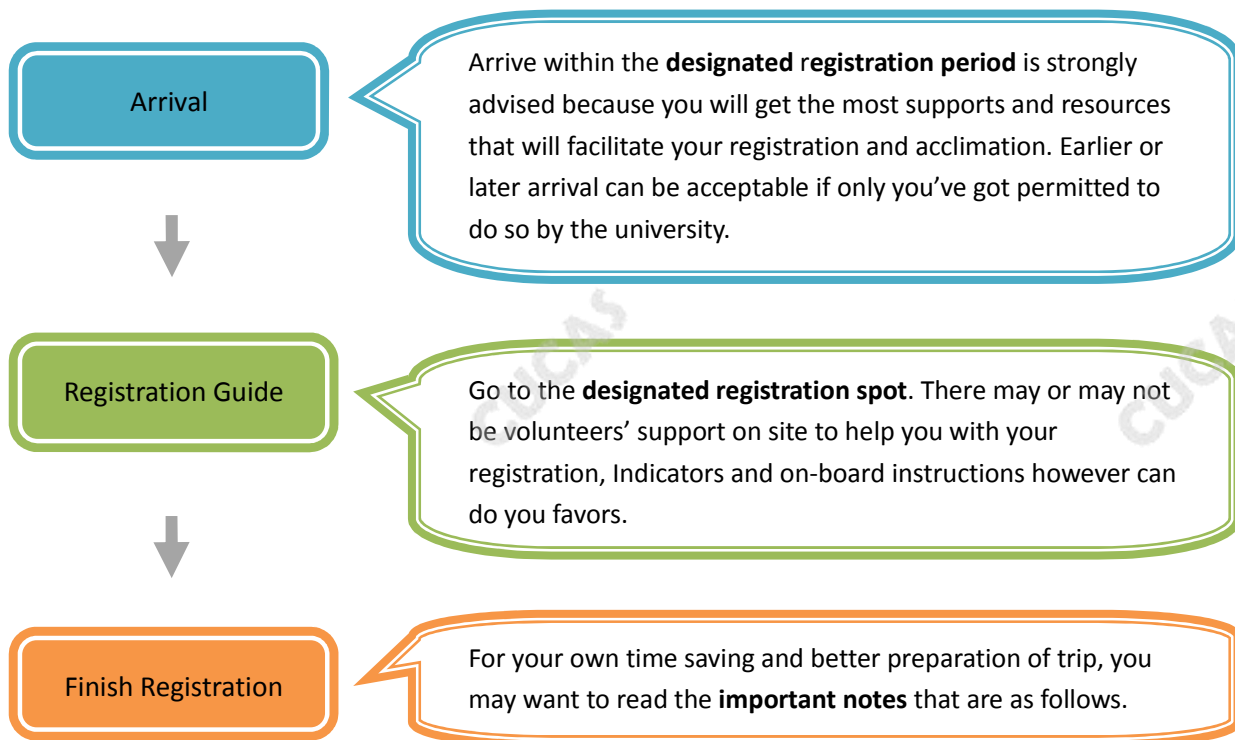 Arrival
Arrive within the designated registration period is strongly
advised because you will get the most supports and resources
that will facilitate your registration and acclimation. Earlier or
later arrival can be acceptable if only you’ve got permitted to
do so by the university.
CUCAS
CUCA
Registration Guide
Go to the designated registration spot. There may or may not
be volunteers’ support on site to help you with your
registration, Indicators and on-board instructions however can
do you favors.
Finish Registration
For your own time saving and better preparation of trip, you
may want to read the important notes that are as follows.